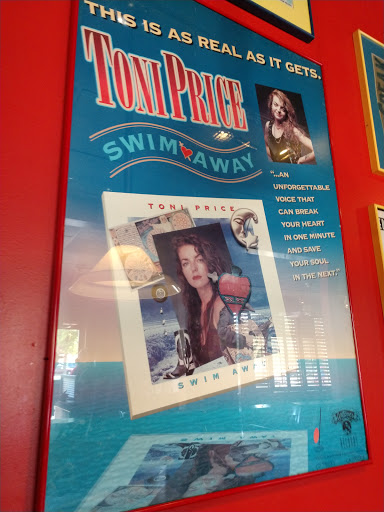 THIS IS AS REAL AS IT GETS.
TONI PRICE
SWIM AWAY
"...AN
UNFORGETTABLE
VOICE THAT
CAN BREAK
YOUR HEART
IN ONE MINUTE
AND SAVE
YOUR SOUL
IN THE NEXT."
TONI PRICE
SWIM AW